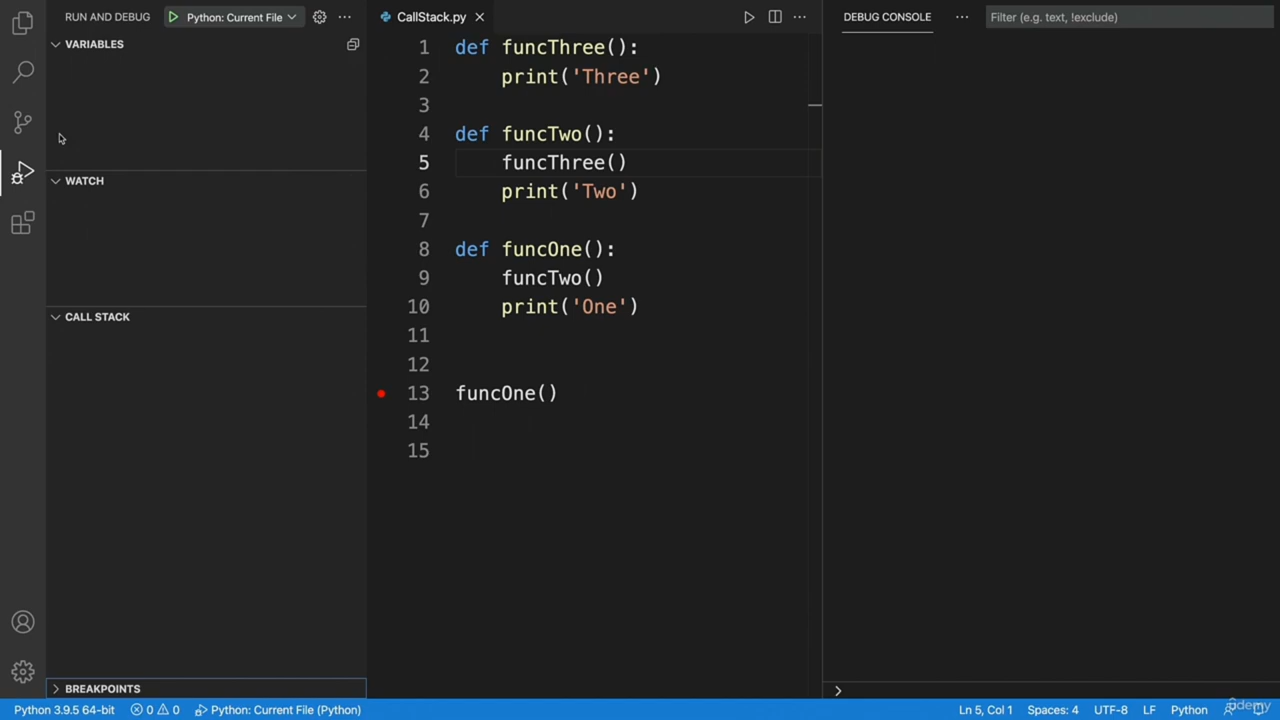 RUN AND DEBUG
Python: Current File
VARIABLES
WATCH
CALL STACK
BREAKPOINTS
CallStack.py
1 def funcThree():
2     print('Three')
3
4 def funcTwo():
5     funcThree()
6     print('Two')
7
8 def funcOne():
9     funcTwo()
10     print('One')
11
12
13 funcOne()
14
15
DEBUG CONSOLE
Filter (e.g. text, !exclude)
Python 3.9.5 64-bit 0 0 Python: Current File (Python) Ln 5, Col 1 Spaces: 4 UTF-8 LF Python
udemy